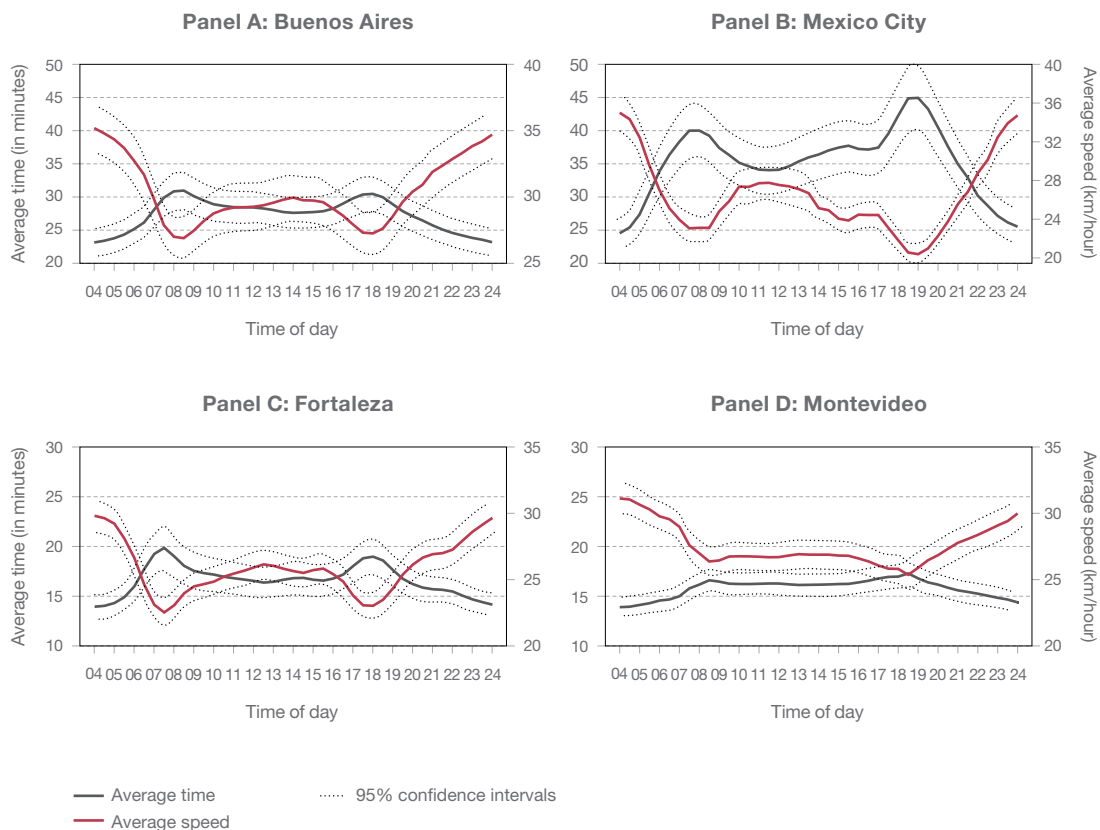 Panel A: Buenos Aires
Average time (in minutes)
50
45
40
35
30
25
20
40
35
30
25
04 05 06 07 08 09 10 11 12 13 14 15 16 17 18 19 20 21 22 23 24
Time of day
Panel B: Mexico City
50
45
40
35
30
25
20
40
36
32
28
24
20
Average speed (km/hour)
04 05 06 07 08 09 10 11 12 13 14 15 16 17 18 19 20 21 22 23 24
Time of day
Panel C: Fortaleza
Average time (in minutes)
30
25
20
15
10
35
30
25
20
04 05 06 07 08 09 10 11 12 13 14 15 16 17 18 19 20 21 22 23 24
Time of day
Panel D: Montevideo
30
25
20
15
10
35
30
25
20
Average speed (km/hour)
04 05 06 07 08 09 10 11 12 13 14 15 16 17 18 19 20 21 22 23 24
Time of day
Average time
95% confidence intervals
Average speed